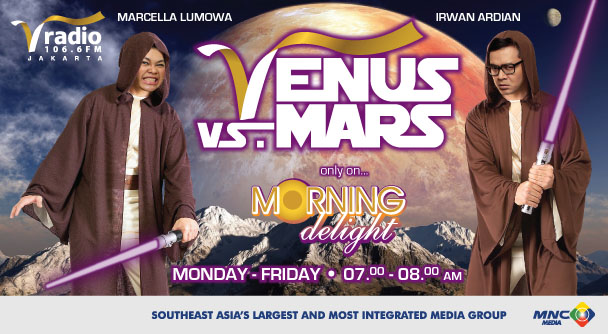 V radio
106.6FM
JAKARTA
MARCELLA LUMOWA
IRWAN ARDIAN
VENUS
VS. MARS
only on...
MORNING
delight
MONDAY - FRIDAY • 07.00 - 08.00 AM
SOUTHEAST ASIA'S LARGEST AND MOST INTEGRATED MEDIA GROUP
MNC
MEDIA